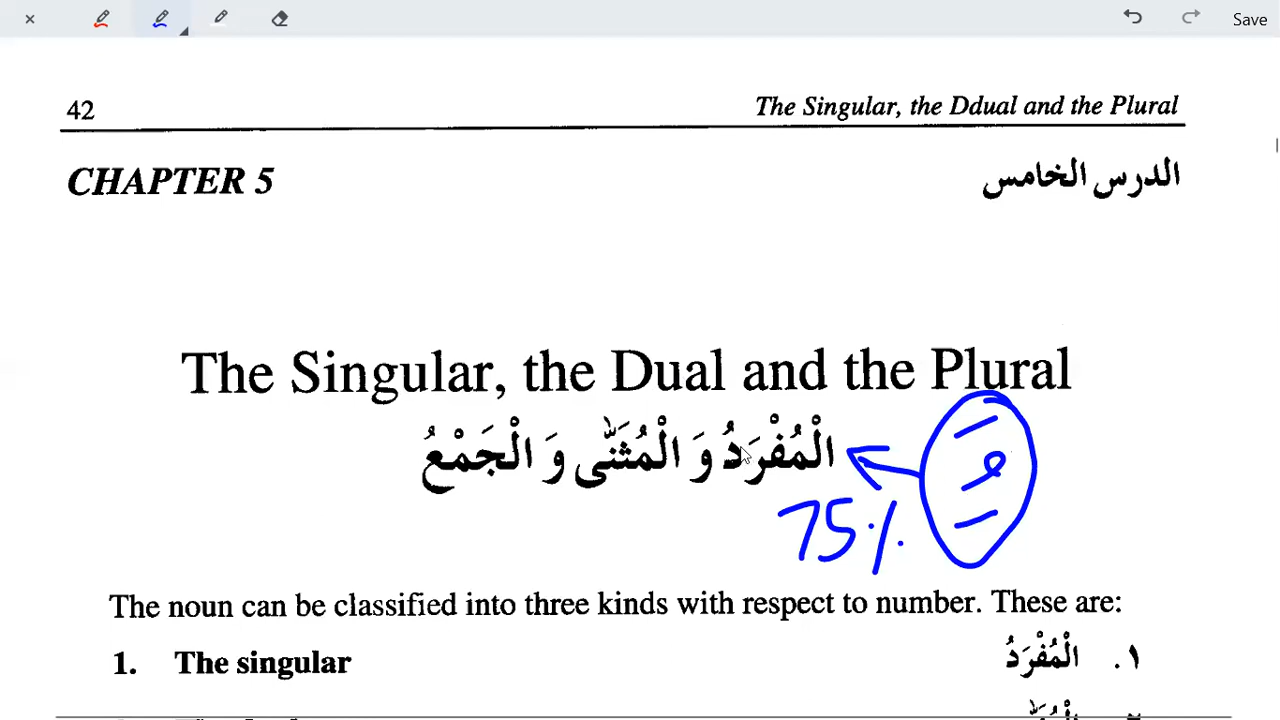 Save
42 The Singular, the Ddual and the Plural
CHAPTER 5 الدرس الخامس
The Singular, the Dual and the Plural
الْمُفْرَدُ وَ الْمُثَنَّى وَ الْجَمْعُ
75%
The noun can be classified into three kinds with respect to number. These are:
1. The singular ١. الْمُفْرَدُ